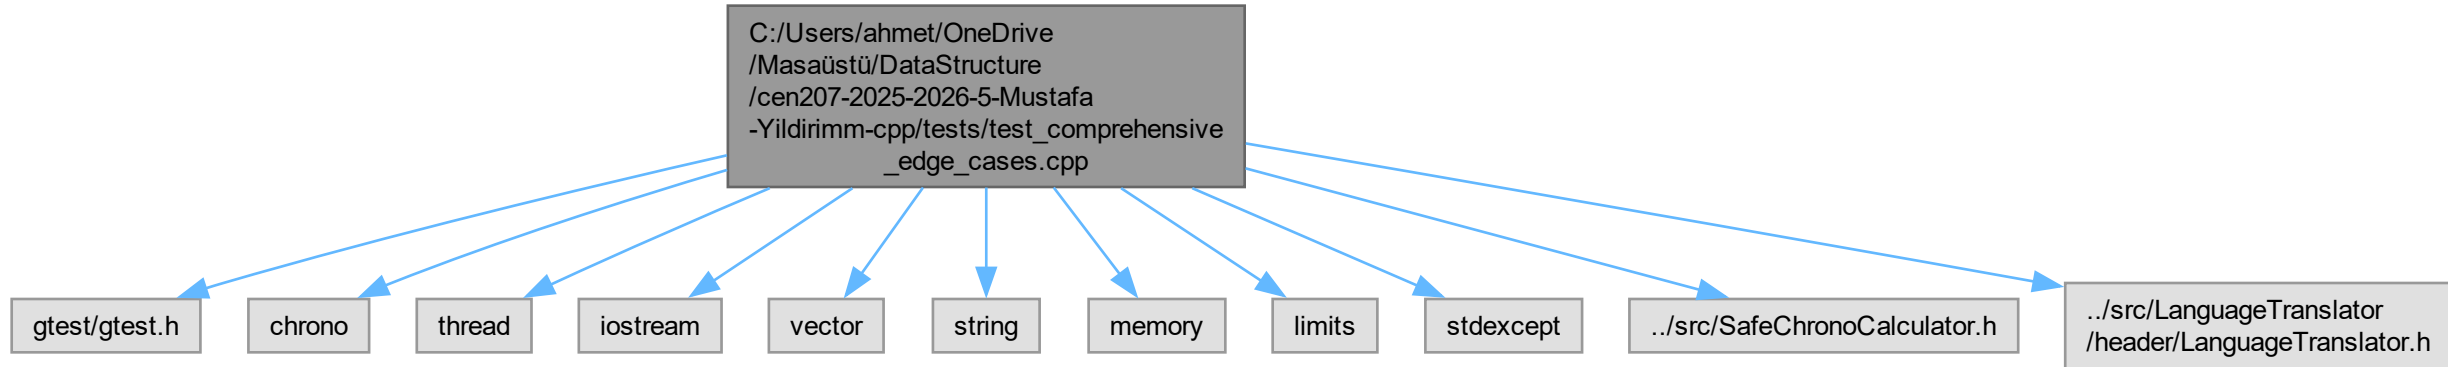 C:/Users/ahmet/OneDrive
/Masaüstü/DataStructure
/cen207-2025-2026-5-Mustafa
-Yildirimm-cpp/tests/test_comprehensive
_edge_cases.cpp
gtest/gtest.h
chrono
thread
iostream
vector
string
memory
limits
stdexcept
../src/SafeChronoCalculator.h
../src/LanguageTranslator
/header/LanguageTranslator.h